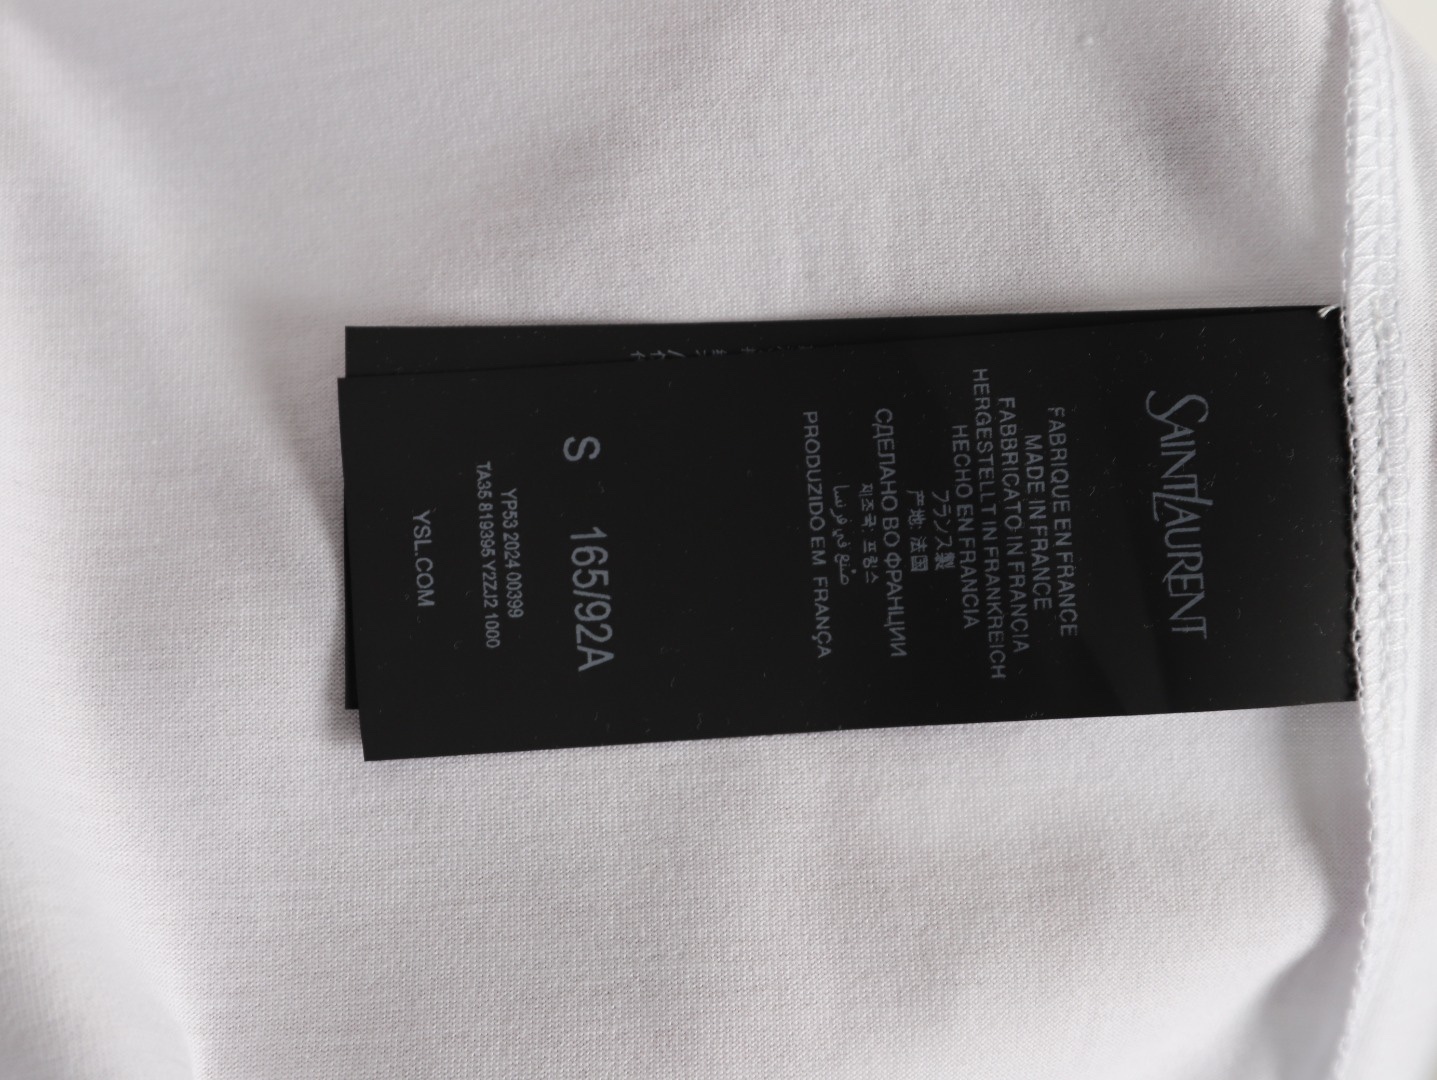 SAINT LAURENT
FABRIQUE EN FRANCE
MADE IN FRANCE
FABBRICATO IN FRANCIA
HERGESTELLT IN FRANKREICH
HECHO EN FRANCIA
フランス製
产地: 法国
СДЕЛАНО ВО ФРАНЦИИ
제조국: 프랑스
صنع في فرنسا
PRODUZIDO EM FRANÇA
S 165/92A
YP53 2024 00399
TA35 819395 Y2ZJ2 1000
YSL.COM